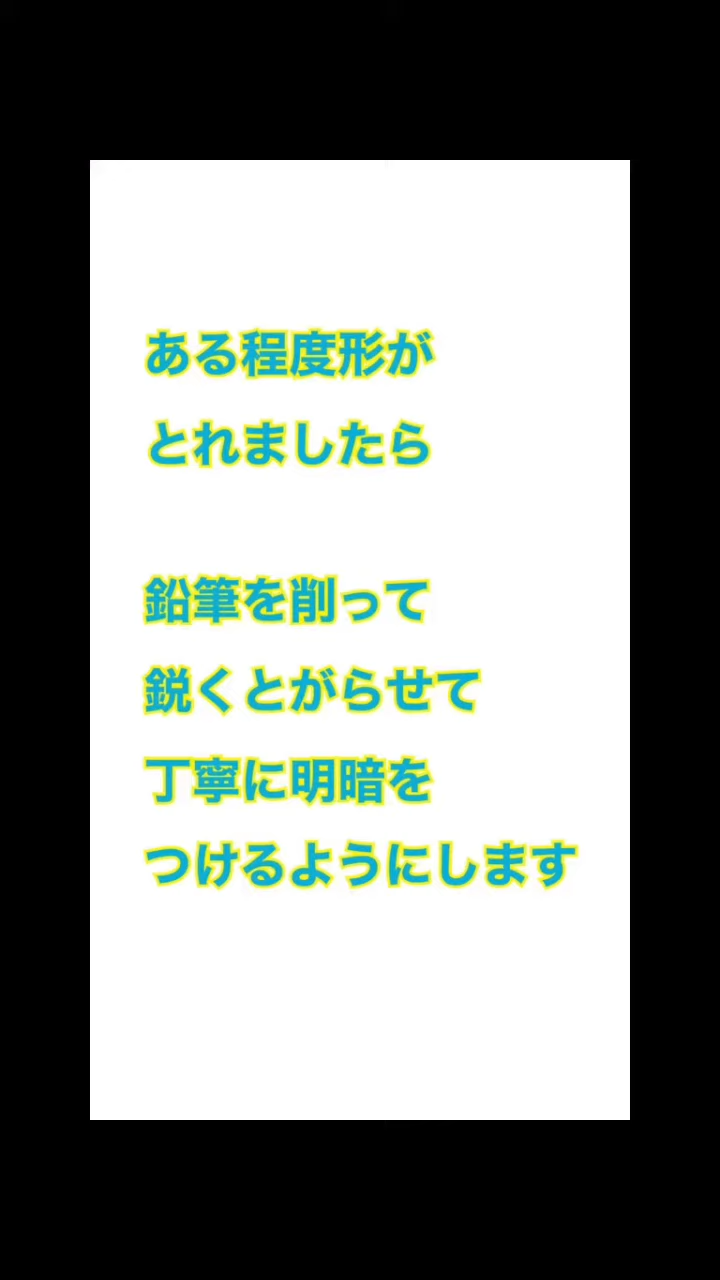 ある程度形が
とれましたら
鉛筆を削って
鋭くとがらせて
丁寧に明暗を
つけるようにします